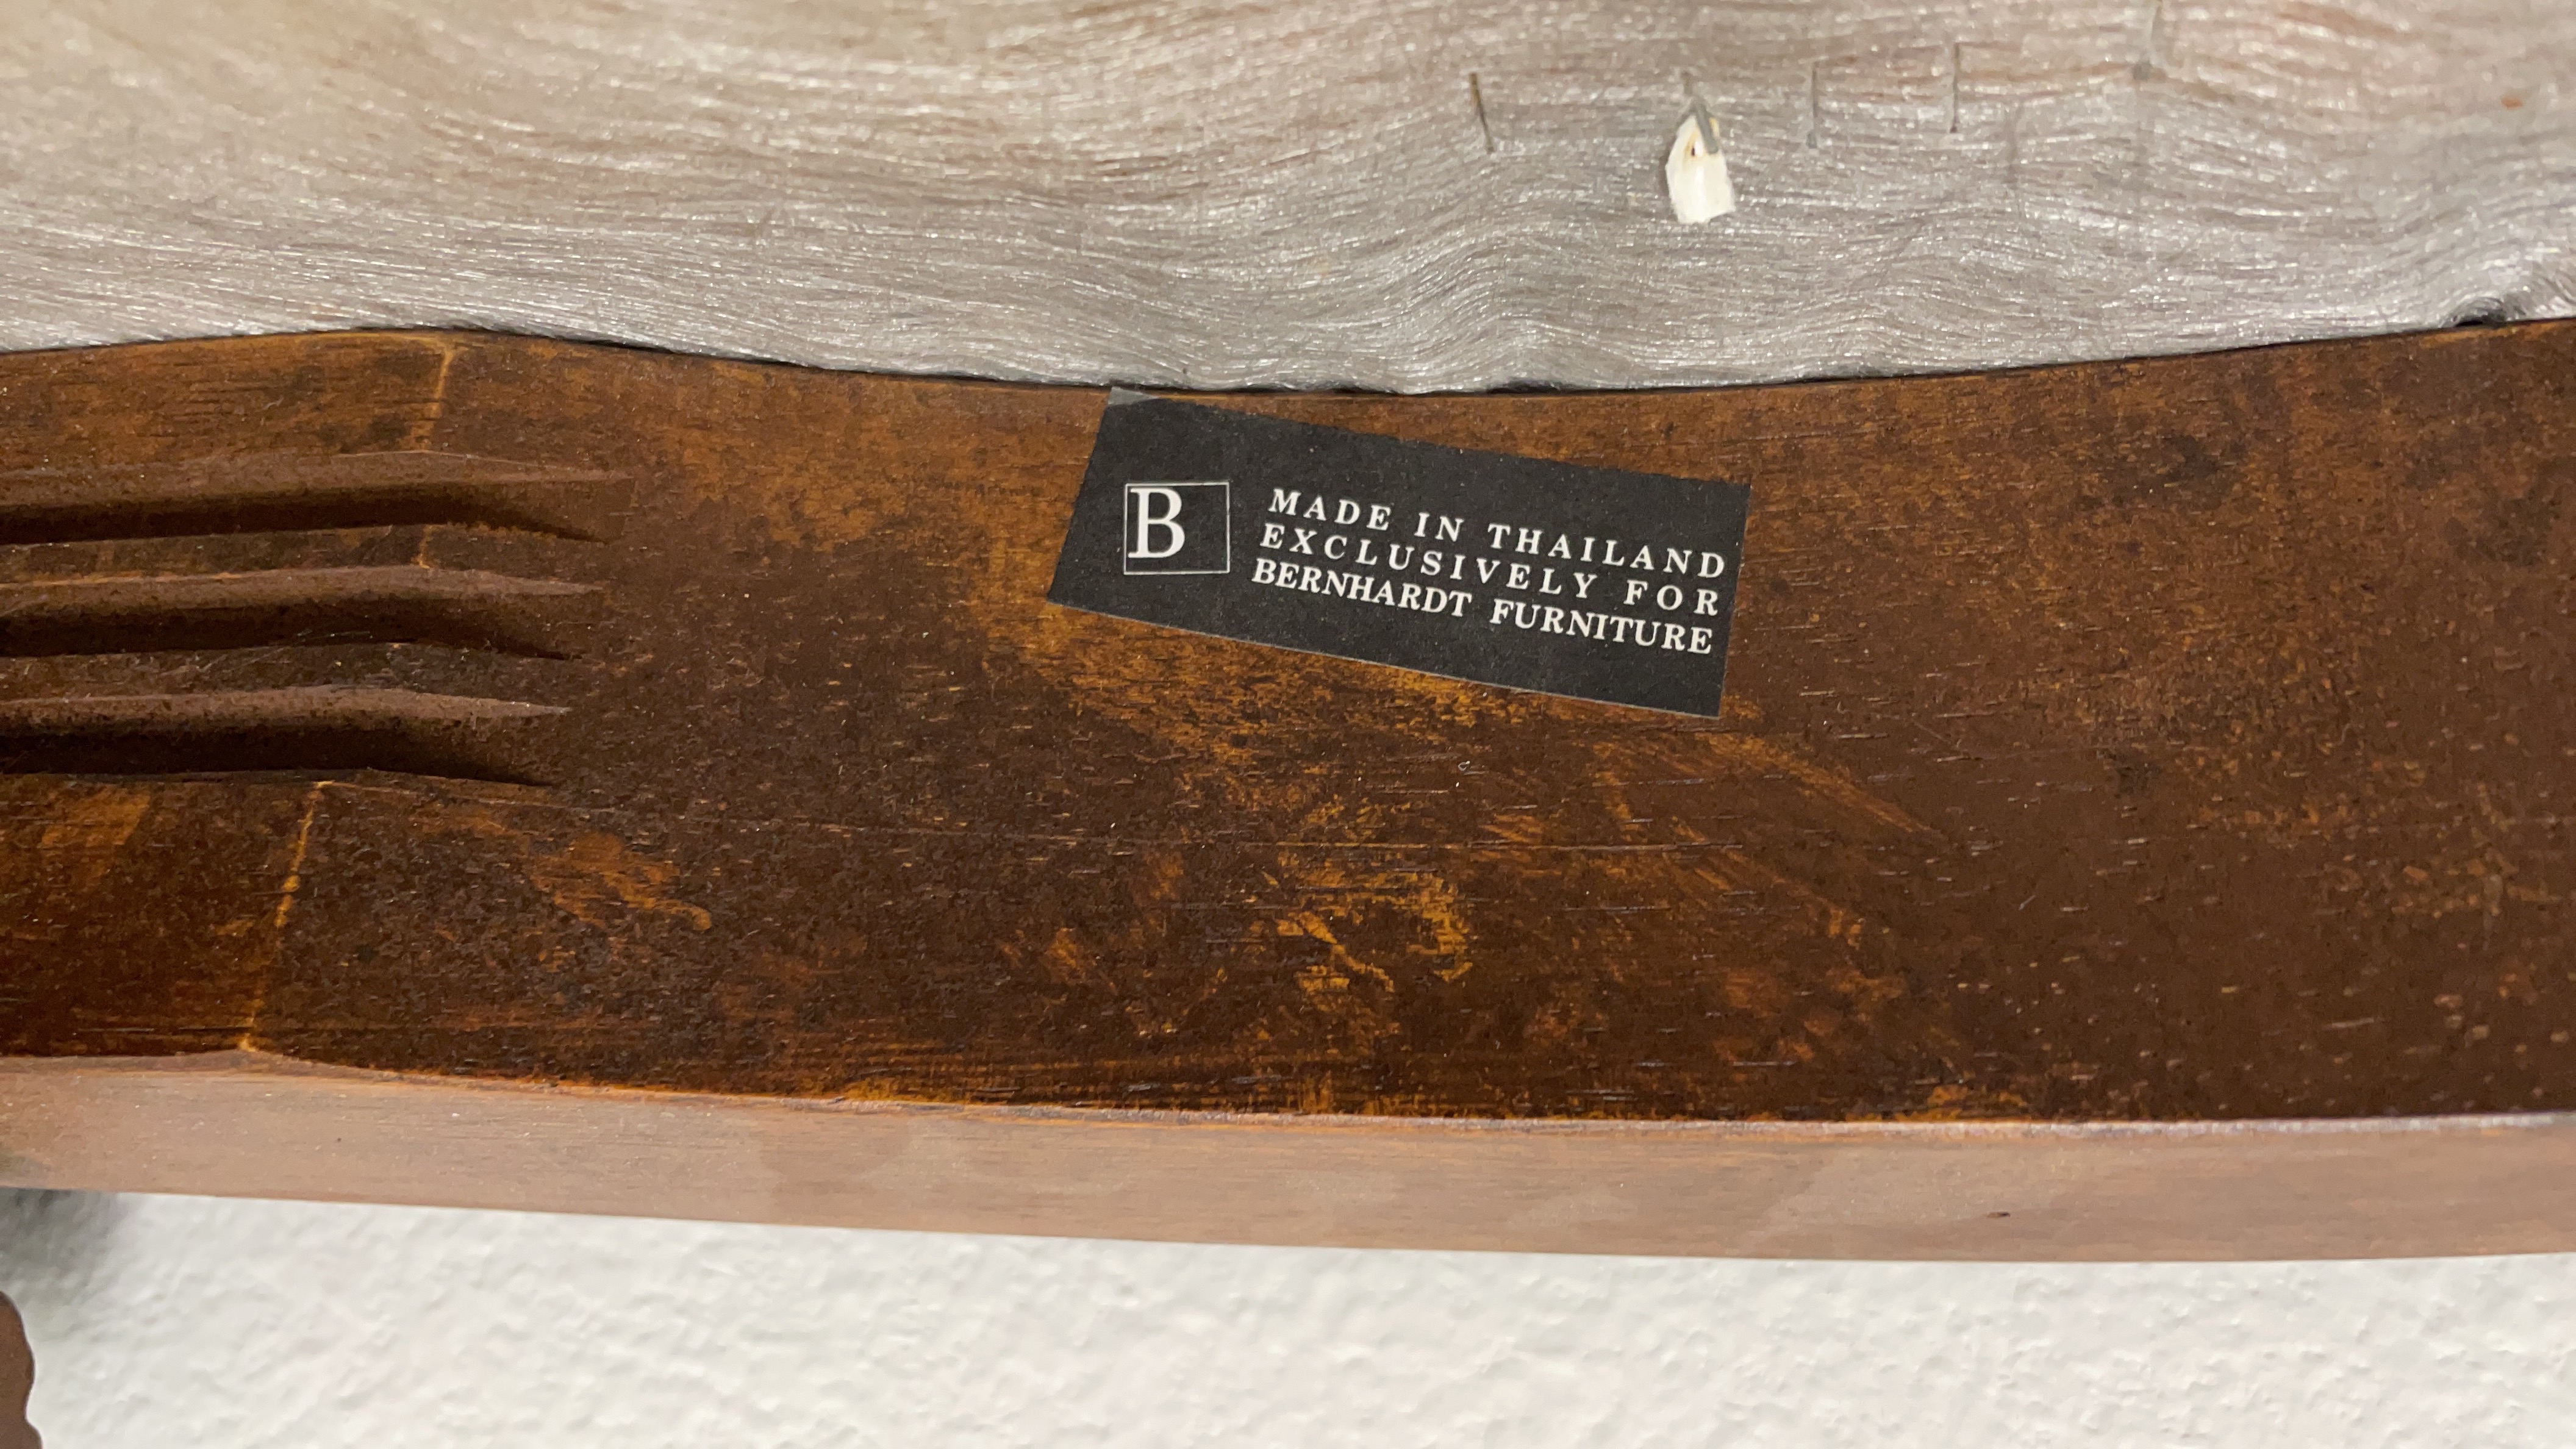 B
MADE IN THAILAND
EXCLUSIVELY FOR
BERNHARDT FURNITURE